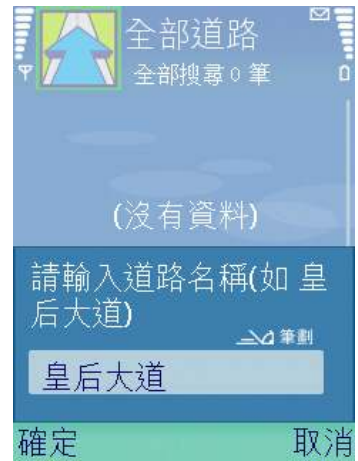 全部道路
全部搜尋 0 筆
(沒有資料)
請輸入道路名稱(如 皇
后大道)
筆劃
皇后大道
確定 取消